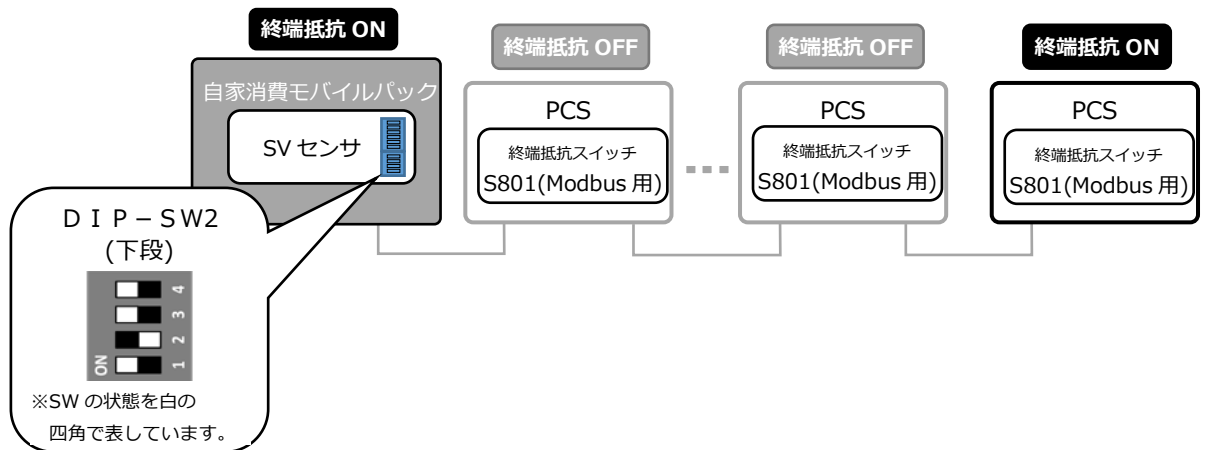 終端抵抗 ON
終端抵抗 OFF
終端抵抗 OFF
終端抵抗 ON
自家消費モバイルパック
SV センサ
PCS
終端抵抗スイッチ
S801(Modbus 用)
PCS
終端抵抗スイッチ
S801(Modbus 用)
PCS
終端抵抗スイッチ
S801(Modbus 用)
ＤＩＰ－ＳＷ2
(下段)
4
3
2
ON 1
※SW の状態を白の
四角で表しています。